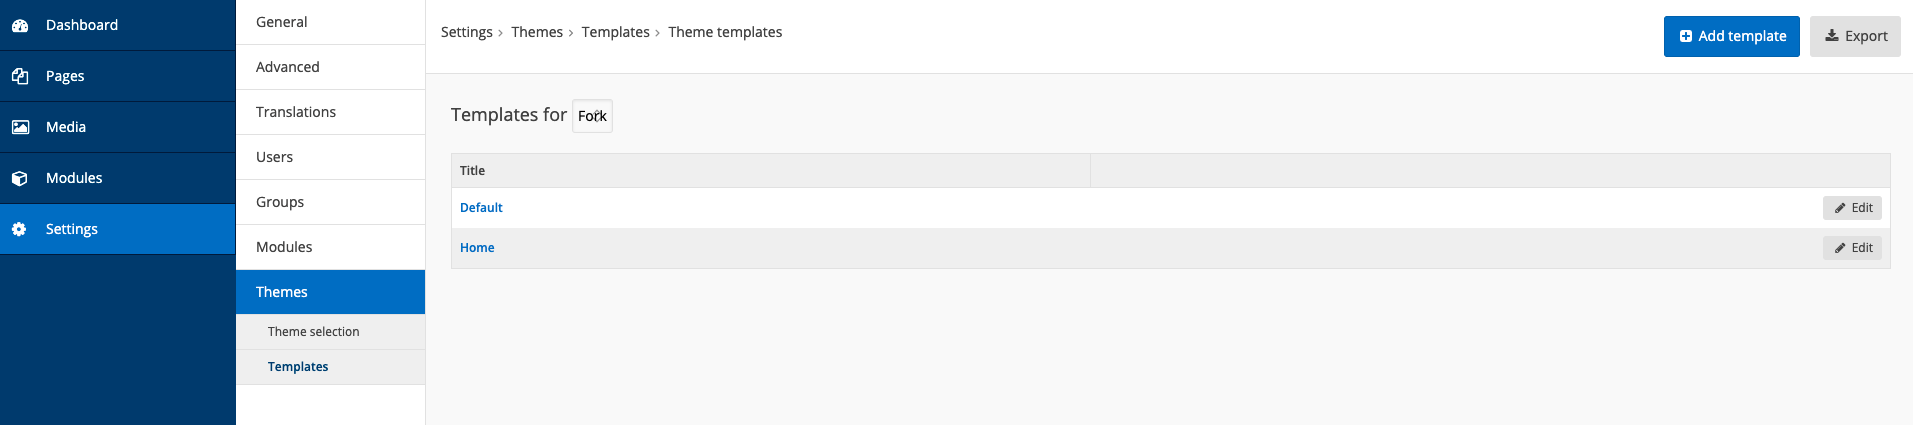 Dashboard
Pages
Media
Modules
Settings
General
Advanced
Translations
Users
Groups
Modules
Themes
Theme selection
Templates
Settings › Themes › Templates › Theme templates
Add template
Export
Templates for Fork
Title
Default
Edit
Home
Edit